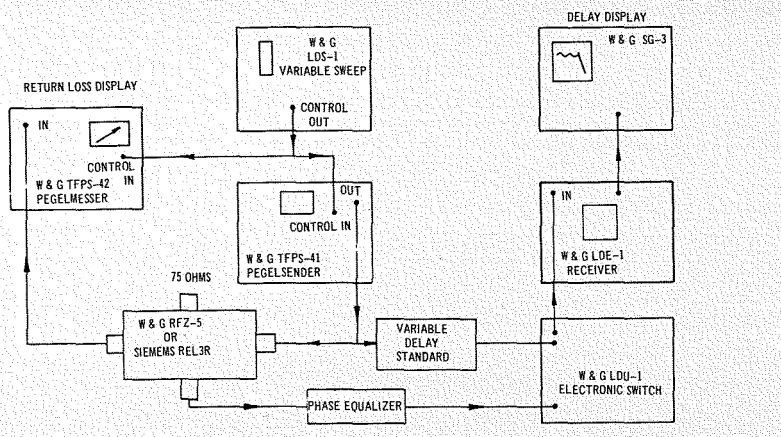 DELAY DISPLAY
W & G
LDS-1
VARIABLE SWEEP
CONTROL
OUT
W & G SG-3
RETURN LOSS DISPLAY
IN
CONTROL
IN
W & G TFPS-42
PEGELMESSER
OUT
CONTROL IN
W & G TFPS-41
PEGELSENDER
IN
W & G LDE-1
RECEIVER
75 OHMS
W & G RFZ-5
OR
SIEMEMS REL3R
VARIABLE
DELAY
STANDARD
W & G LDU-1
ELECTRONIC SWITCH
PHASE EQUALIZER